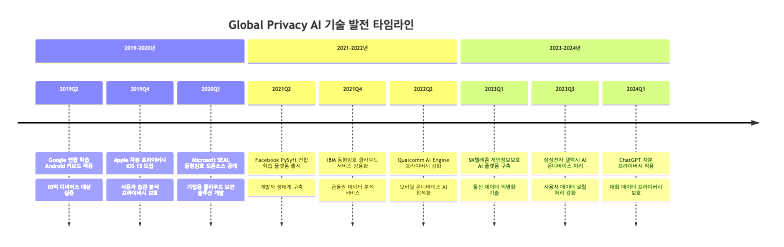 Global Privacy AI 기술 발전 타임라인
2019-2020년
2021-2022년
2023-2024년
2019Q2
2019Q4
2020Q1
2021Q2
2021Q4
2022Q2
2023Q1
2023Q3
2024Q1
Google 연합 학습
Android 키보드 적용
10억 디바이스 대상
실증
Apple 차분 프라이버시
iOS 13 도입
사용자 습관 분석
프라이버시 보호
Microsoft SEAL
동형암호 오픈소스 공개
기업용 클라우드 보안
솔루션 개발
Facebook PySyft 연합
학습 플랫폼 출시
개발자 생태계 구축
IBM 동형암호 클라우드
서비스 상용화
금융권 데이터 분석
서비스
Qualcomm AI Engine
프라이버시 강화
모바일 온디바이스 AI
최적화
SK텔레콤 개인정보보호
AI 플랫폼 구축
통신 데이터 익명화
기술
삼성전자 갤럭시 AI
온디바이스 처리
사용자 데이터 로컬
처리 강화
ChatGPT 차분
프라이버시 적용
대화 데이터 프라이버시
보호